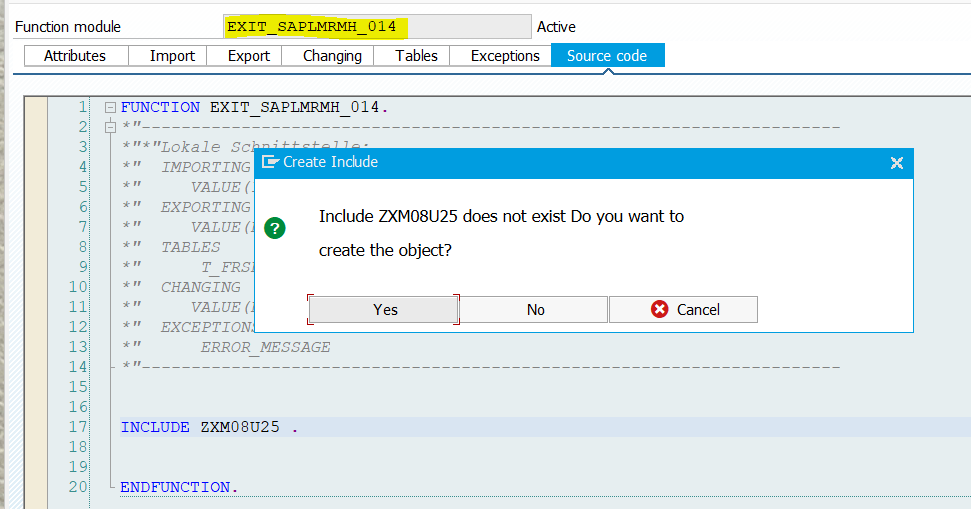 Function module EXIT_SAPLMRMH_014 Active
Attributes Import Export Changing Tables Exceptions Source code
1 FUNCTION EXIT_SAPLMRMH_014.
2 *"----------------------------------------------------------------------
3 *"*"Lokale Schnittstelle:
4 *" IMPORTING
5 *" VALUE(
6 *" EXPORTING
7 *" VALUE(
8 *" TABLES
9 *" T_FRS
10 *" CHANGING
11 *" VALUE(
12 *" EXCEPTIONS
13 *" ERROR_MESSAGE
14 *"----------------------------------------------------------------------
15
16
17 INCLUDE ZXM08U25 .
18
19
20 ENDFUNCTION.
Create Include
Include ZXM08U25 does not exist Do you want to
create the object?
Yes No Cancel